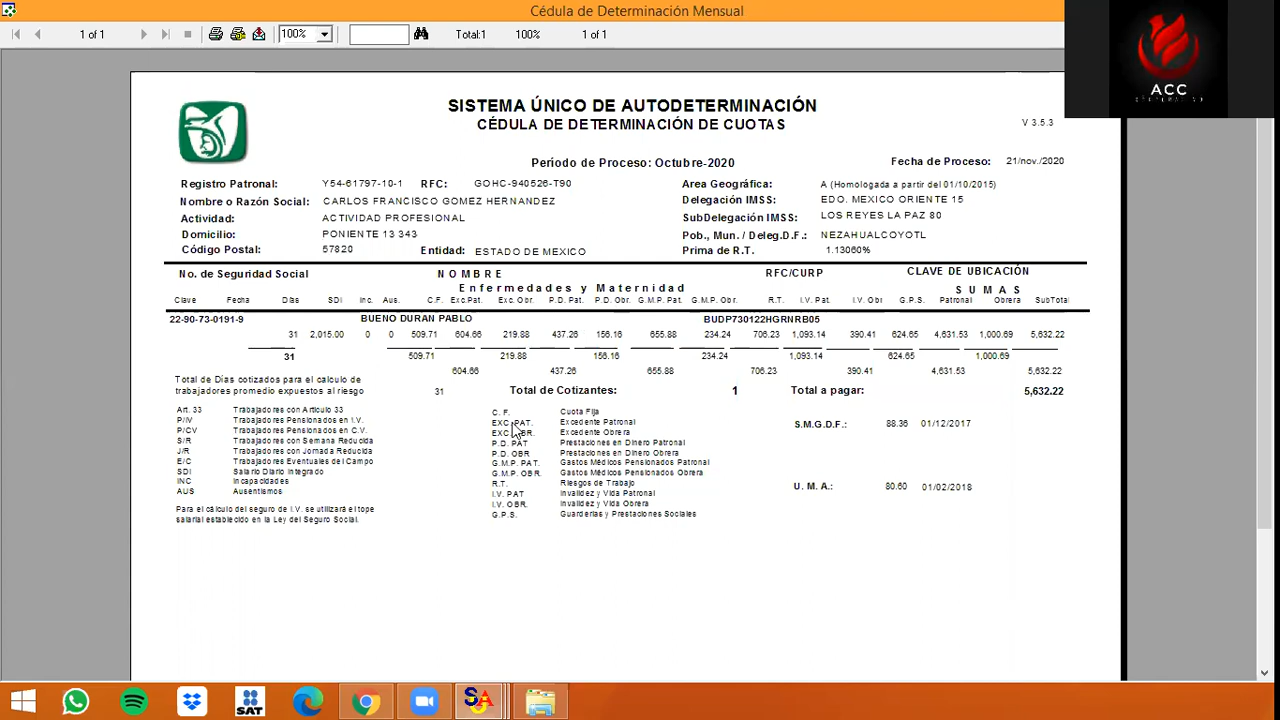 Cédula de Determinación Mensual
1 of 1 100% Total:1 100% 1 of 1
ACC
SISTEMA ÚNICO DE AUTODETERMINACIÓN
CÉDULA DE DETERMINACIÓN DE CUOTAS
V 3.5.3
Período de Proceso: Octubre-2020 Fecha de Proceso: 21/nov./2020
Registro Patronal: Y54-61797-10-1 RFC: GOHC-940526-T90 Area Geográfica: A (Homologada a partir del 01/10/2015)
Nombre o Razón Social: CARLOS FRANCISCO GOMEZ HERNANDEZ Delegación IMSS: EDO. MEXICO ORIENTE 15
Actividad: ACTIVIDAD PROFESIONAL SubDelegación IMSS: LOS REYES LA PAZ 80
Domicilio: PONIENTE 13 343 Pob., Mun. / Deleg.D.F.: NEZAHUALCOYOTL
Código Postal: 57820 Entidad: ESTADO DE MEXICO Prima de R.T. 1.13060%
No. de Seguridad Social NOMBRE RFC/CURP CLAVE DE UBICACIÓN
Enfermedades y Maternidad SUMAS
Clave Fecha Días SDI Inc. Aus. C.F. Exc.Pat. Exc. Obr. P.D. Pat. P.D. Obr. G.M.P. Pat. G.M.P. Obr. R.T. I.V. Pat. I.V. Obr G.P.S. Patronal Obrera SubTotal
22-90-73-0191-9 BUENO DURAN PABLO BUDP730122HGRNRB05
31 2,015.00 0 0 509.71 604.66 219.88 437.26 156.16 655.88 234.24 706.23 1,093.14 390.41 624.65 4,631.53 1,000.69 5,632.22
31 509.71 219.88 156.16 234.24 1,093.14 624.65 1,000.69
604.66 437.26 655.88 706.23 390.41 4,631.53 5,632.22
Total de Días cotizados para el calculo de
trabajadores promedio expuestos al riesgo 31 Total de Cotizantes: 1 Total a pagar: 5,632.22
Art. 33 Trabajadores con Articulo 33
P/IV Trabajadores Pensionados en I.V.
P/CV Trabajadores Pensionados en C.V.
S/R Trabajadores con Semana Reducida
J/R Trabajadores con Jornada Reducida
E/C Trabajadores Eventuales del Campo
SDI Salario Diario Integrado
INC Incapacidades
AUS Ausentismos
Para el cálculo del seguro de I.V. se utilizará el tope
salarial establecido en la Ley del Seguro Social.
C. F. Cuota Fija
EXC. PAT. Excedente Patronal
EXC. OBR. Excedente Obrera
P.D. PAT Prestaciones en Dinero Patronal
P.D. OBR Prestaciones en Dinero Obrera
G.M.P. PAT. Gastos Médicos Pensionados Patronal
G.M.P. OBR. Gastos Médicos Pensionados Obrera
R.T. Riesgos de Trabajo
I.V. PAT Invalidez y Vida Patronal
I.V. OBR. Invalidez y Vida Obrera
G.P.S. Guarderías y Prestaciones Sociales
S.M.G.D.F.: 88.36 01/12/2017
U. M. A.: 80.60 01/02/2018
SAT